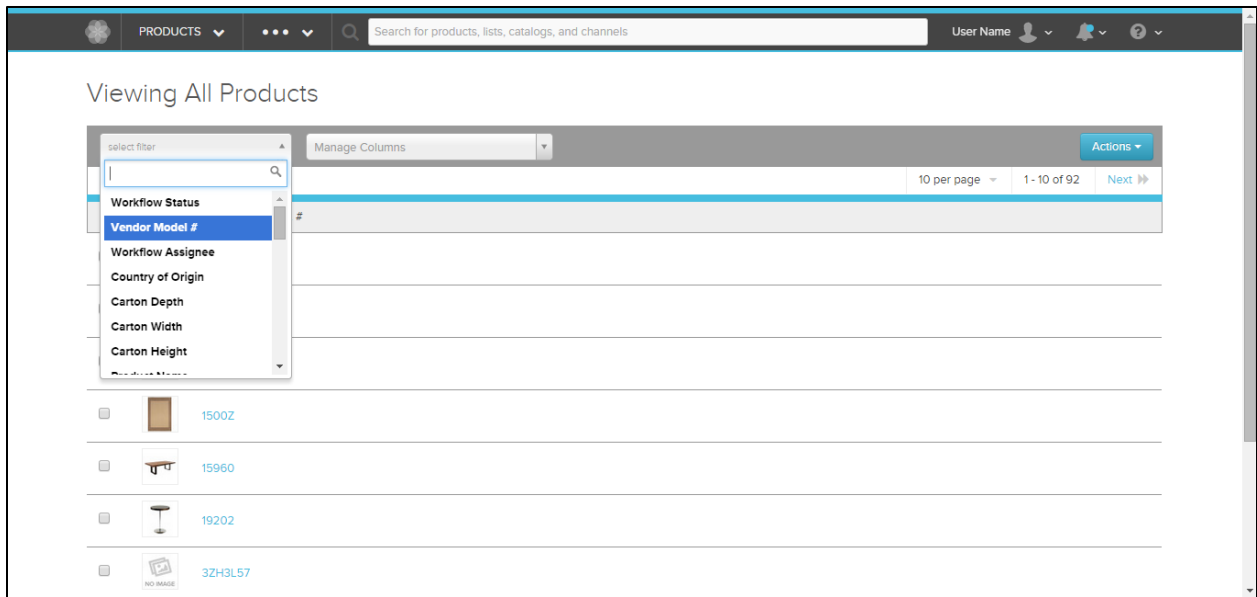 PRODUCTS
Search for products, lists, catalogs, and channels
User Name
Viewing All Products
select filter
Manage Columns
Actions
10 per page
1 - 10 of 92
Next
#
Workflow Status
Vendor Model #
Workflow Assignee
Country of Origin
Carton Depth
Carton Width
Carton Height
Product Name
1500Z
15960
19202
NO IMAGE
3ZH3L57